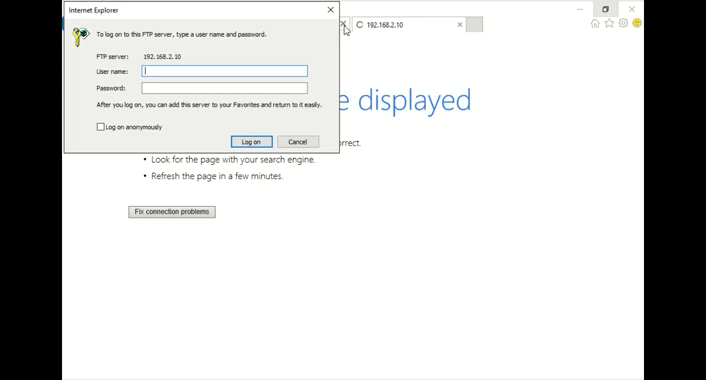 Internet Explorer
To log on to this FTP server, type a user name and password.
FTP server: 192.168.2.10
User name:
Password:
After you log on, you can add this server to your Favorites and return to it easily.
Log on anonymously
Log on Cancel
192.168.2.10
displayed
• Look for the page with your search engine.
• Refresh the page in a few minutes.
Fix connection problems